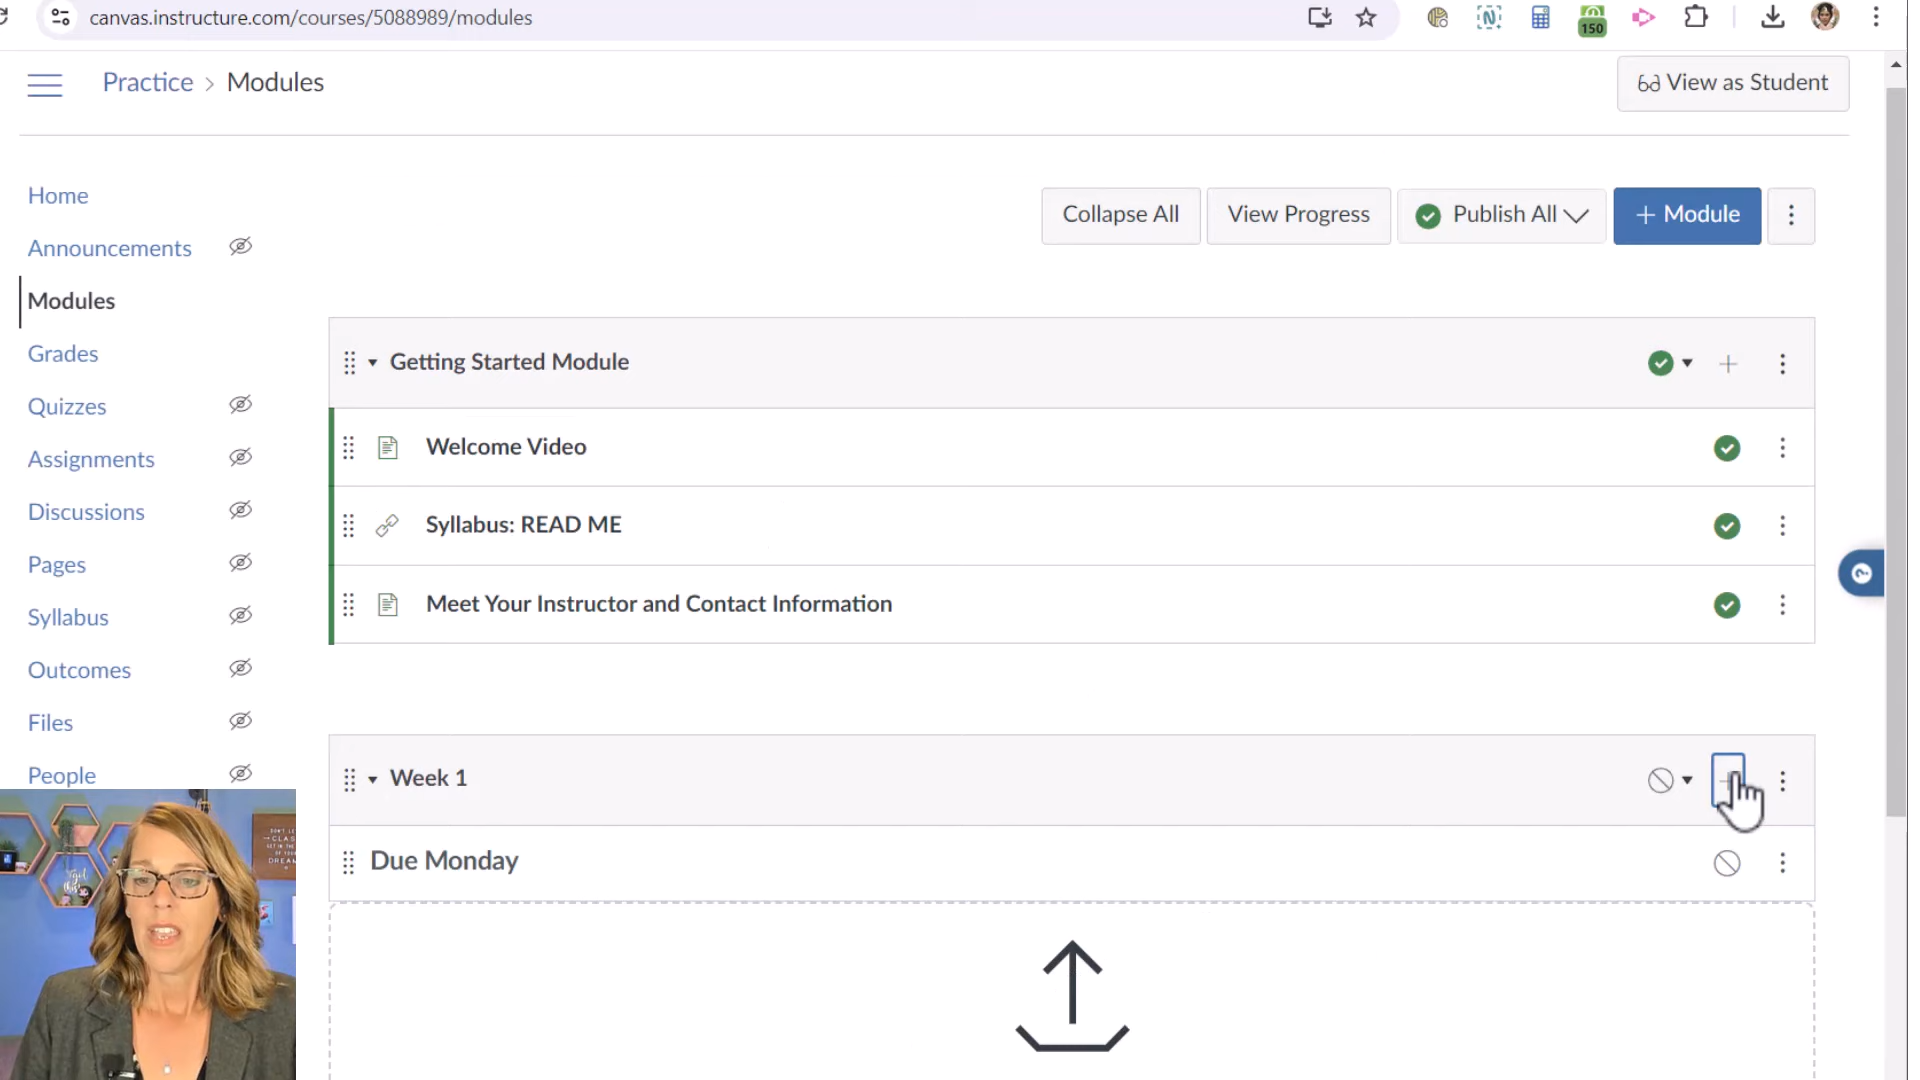 canvas.instructure.com/courses/5088989/modules
150
Practice > Modules
View as Student
Home
Announcements
Modules
Grades
Quizzes
Assignments
Discussions
Pages
Syllabus
Outcomes
Files
People
Collapse All
View Progress
Publish All
+ Module
Getting Started Module
Welcome Video
Syllabus: READ ME
Meet Your Instructor and Contact Information
Week 1
Due Monday